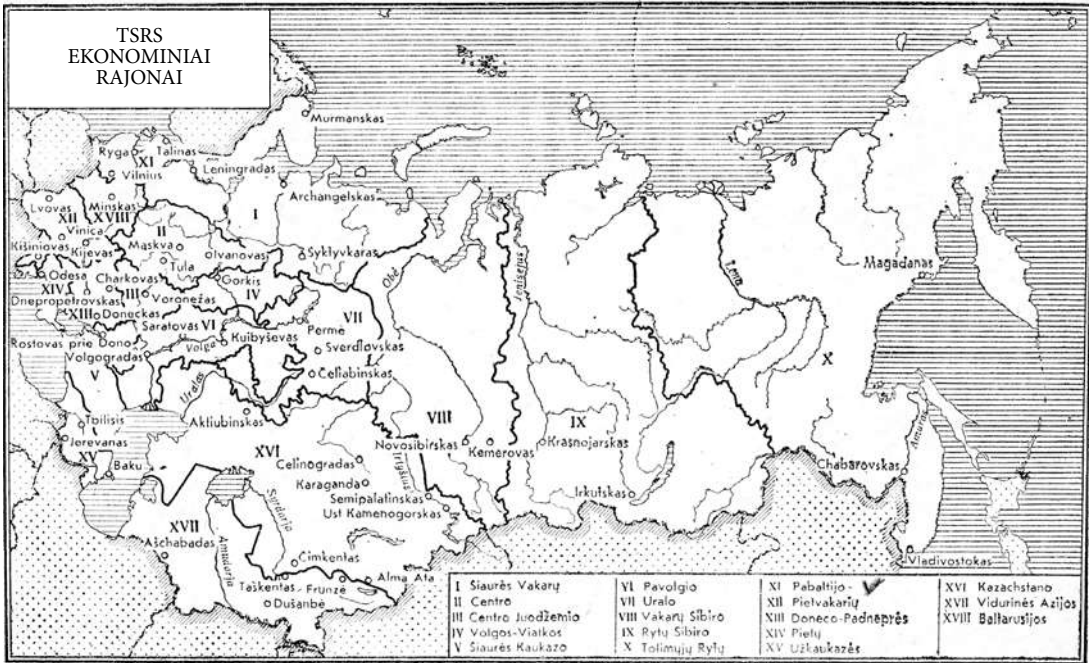 TSRS
EKONOMINIAI
RAJONAI
Murmanskas
Ryga
Talinas
XI
Vilnius
Leningradas
Archangelskas
I
Lvovas
Minskas
XII
XVIII
II
Vinica
Maskva
Ivanovas
Syktyvkaras
Obė
Jenisiejus
Lena
Kišiniovas
Kijevas
Tula
Magadanas
Odesa
Charkovas
Gorkis
XIV
III
Voronežas
IV
Dnepropetrovskas
VII
XIII
Doneckas
Permė
Saratovas
VI
Rostovas prie Dono
Volga
Kuibyševas
Sverdlovskas
X
Volgogradas
Čeliabinskas
V
Uralas
VIII
IX
Tbilisis
Aktiubinskas
Novosibirskas
Krasnojarskas
Amūras
Jerevanas
XVI
Kemerovas
XV
Celinogradas
Irtyšius
Chabarovskas
Baku
Karaganda
Irkutskas
Semipalatinskas
Syrdarja
Ust Kamenogorskas
XVII
Ašchabadas
Amudarja
Vladivostokas
Čimkentas
Taškentas
Frunzė
Alma Ata
Dušanbė
I Šiaurės Vakarų
II Centro
III Centro Juodžemio
IV Volgos-Viatkos
V Šiaurės Kaukazo
VI Pavolgio
VII Uralo
VIII Vakarų Sibiro
IX Rytų Sibiro
X Tolimųjų Rytų
XI Pabaltijo-
XII Pietvakarių
XIII Doneco-Padneprės
XIV Pietų
XV Užkaukazės
XVI Kazachstano
XVII Vidurinės Azijos
XVIII Baltarusijos